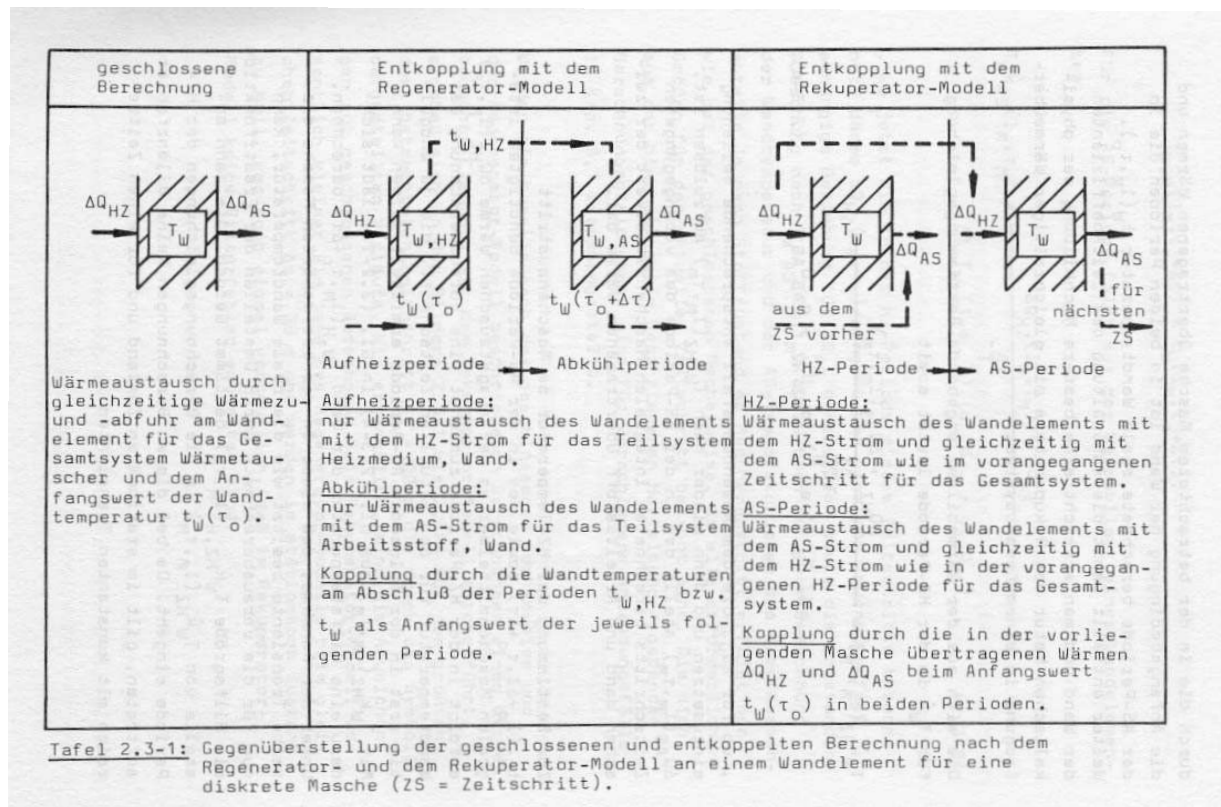 geschlossene
Berechnung
ΔQ_HZ
T_W
ΔQ_AS
Wärmeaustausch durch
gleichzeitige Wärmezu-
und -abfuhr am Wand-
element für das Ge-
samtsystem Wärmetau-
scher und dem An-
fangswert der Wand-
temperatur t_W(τ_o).
Entkopplung mit dem
Regenerator-Modell
t_W,HZ
ΔQ_HZ
T_W,HZ
T_W,AS
ΔQ_AS
t_W(τ_o)
t_W(τ_o+Δτ)
Aufheizperiode
Abkühlperiode
Aufheizperiode:
nur Wärmeaustausch des Wandelements
mit dem HZ-Strom für das Teilsystem
Heizmedium, Wand.
Abkühlperiode:
nur Wärmeaustausch des Wandelements
mit dem AS-Strom für das Teilsystem
Arbeitsstoff, Wand.
Kopplung durch die Wandtemperaturen
am Abschluß der Perioden t_W,HZ bzw.
t_W als Anfangswert der jeweils fol-
genden Periode.
Entkopplung mit dem
Rekuperator-Modell
ΔQ_HZ
T_W
ΔQ_AS
ΔQ_HZ
T_W
ΔQ_AS
aus dem
ZS vorher
für
nächsten
ZS
HZ-Periode
AS-Periode
HZ-Periode:
Wärmeaustausch des Wandelements mit
dem HZ-Strom und gleichzeitig mit
dem AS-Strom wie im vorangegangenen
Zeitschritt für das Gesamtsystem.
AS-Periode:
Wärmeaustausch des Wandelements mit
dem AS-Strom und gleichzeitig mit
dem HZ-Strom wie in der vorangegan-
genen HZ-Periode für das Gesamt-
system.
Kopplung durch die in der vorlie-
genden Masche übertragenen Wärmen
ΔQ_HZ und ΔQ_AS beim Anfangswert
t_W(τ_o) in beiden Perioden.
Tafel 2.3-1: Gegenüberstellung der geschlossenen und entkoppelten Berechnung nach dem
Regenerator- und dem Rekuperator-Modell an einem Wandelement für eine
diskrete Masche (ZS = Zeitschritt).